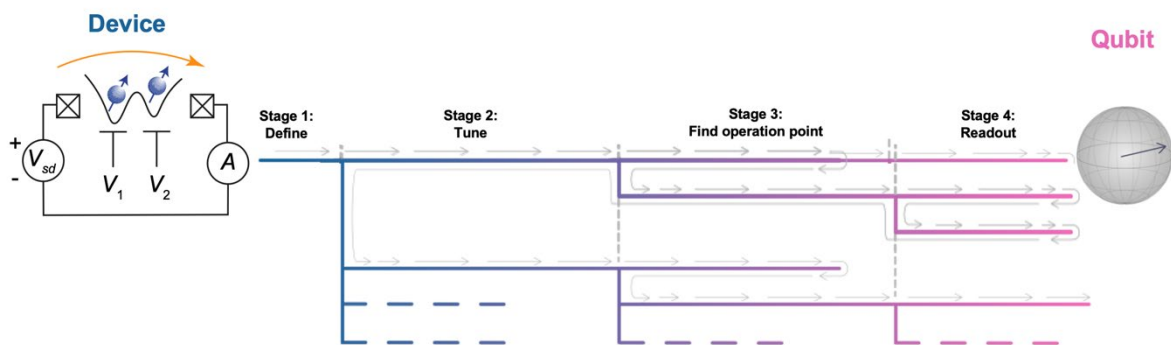 Device
Qubit
Stage 1:
Define
Stage 2:
Tune
Stage 3:
Find operation point
Stage 4:
Readout
+
Vsd
-
V1
V2
A